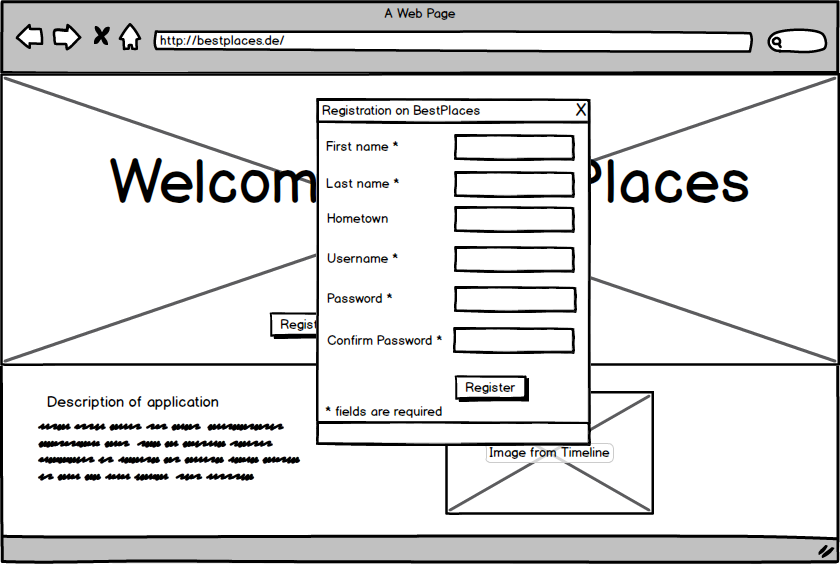 A Web Page
http://bestplaces.de/
Registration on BestPlaces X
First name *
Last name *
Welcom Places
Hometown
Username *
Password *
Regist
Confirm Password *
Register
* fields are required
Description of application
Image from Timeline